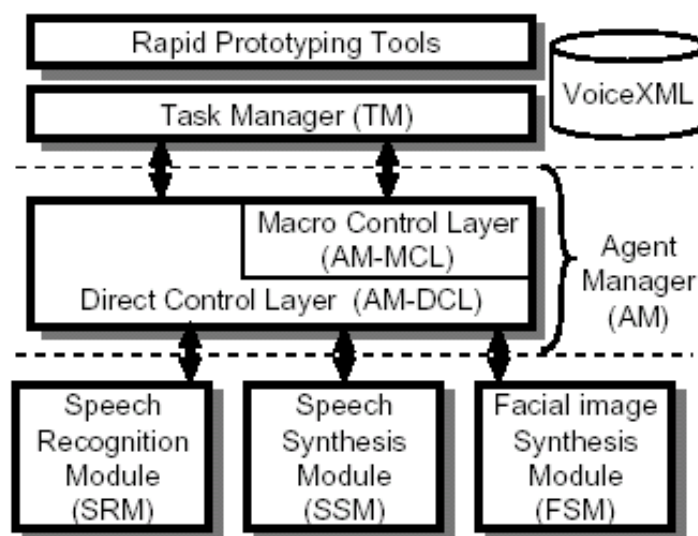 Rapid Prototyping Tools
Task Manager (TM)
VoiceXML
Macro Control Layer
(AM-MCL)
Direct Control Layer (AM-DCL)
Agent
Manager
(AM)
Speech
Recognition
Module
(SRM)
Speech
Synthesis
Module
(SSM)
Facial image
Synthesis
Module
(FSM)